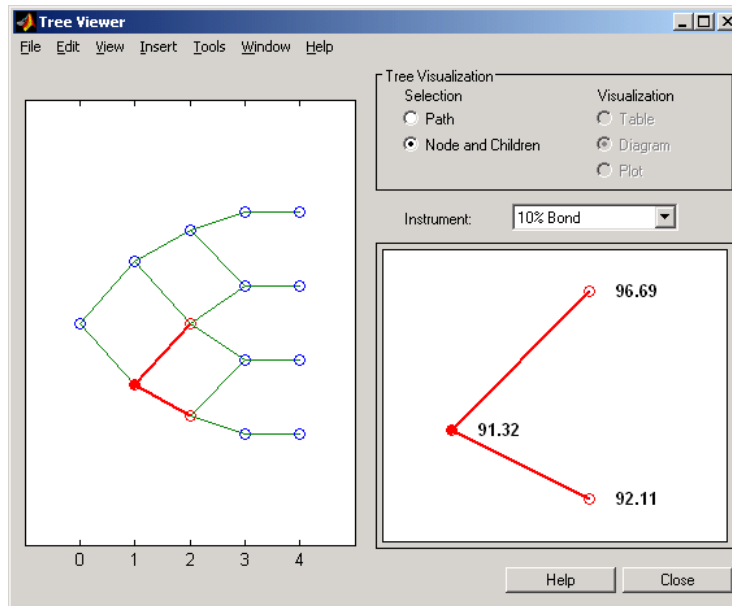 Tree Viewer
File Edit View Insert Tools Window Help
Tree Visualization
Selection
Path
Node and Children
Visualization
Table
Diagram
Plot
Instrument: 10% Bond
96.69
91.32
92.11
0 1 2 3 4
Help Close